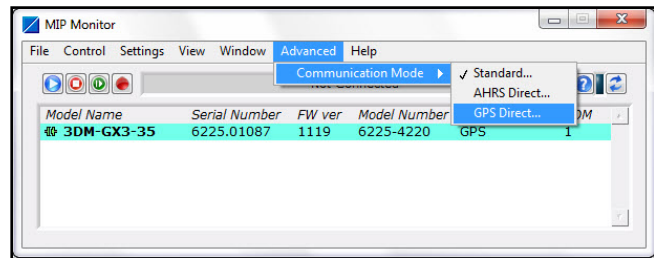 MIP Monitor
File Control Settings View Window Advanced Help
Communication Mode
Standard...
AHRS Direct...
GPS Direct...
Model Name Serial Number FW ver Model Number
3DM-GX3-35 6225.01087 1119 6225-4220 GPS 1